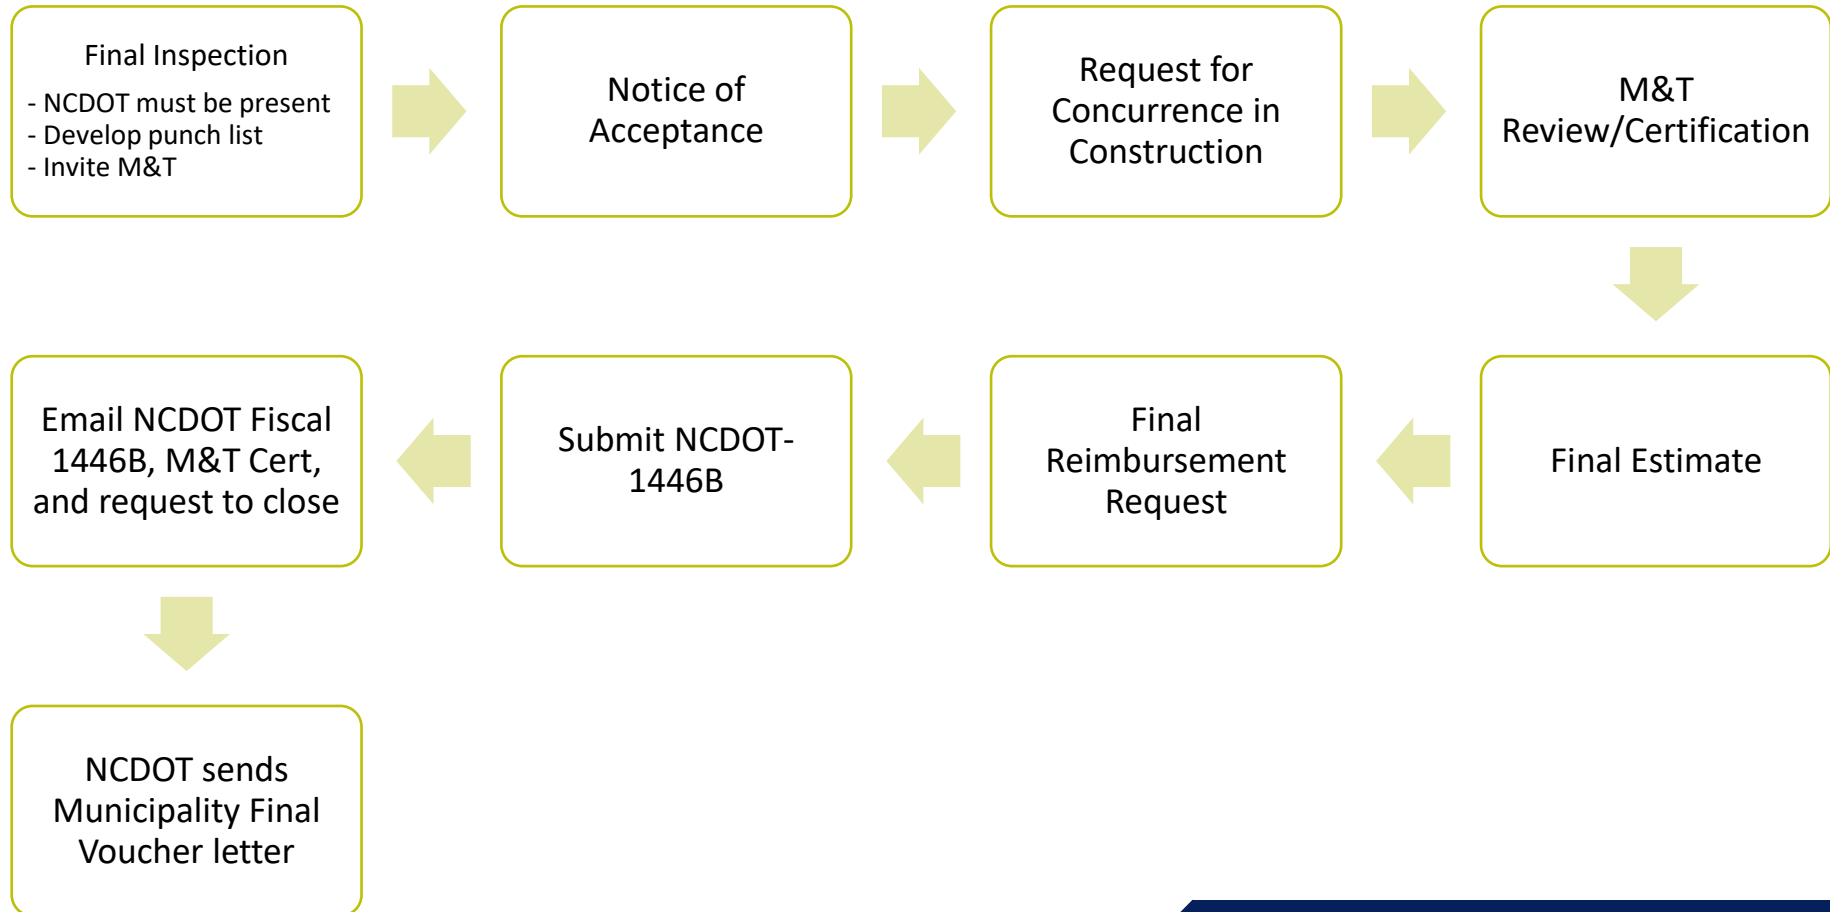 Final Inspection
- NCDOT must be present
- Develop punch list
- Invite M&T
Notice of
Acceptance
Request for
Concurrence in
Construction
M&T
Review/Certification
Final Estimate
Final
Reimbursement
Request
Submit NCDOT-
1446B
Email NCDOT Fiscal
1446B, M&T Cert,
and request to close
NCDOT sends
Municipality Final
Voucher letter